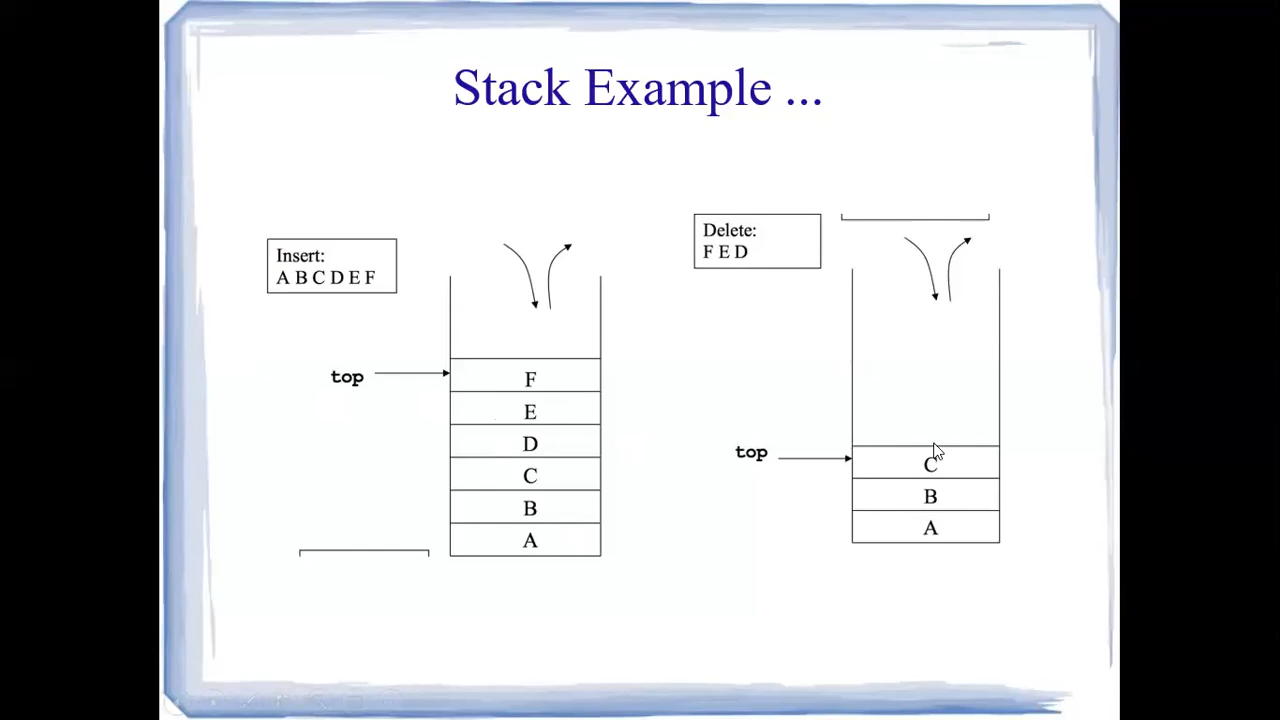 Stack Example ...
Insert:
A B C D E F
top
F
E
D
C
B
A
Delete:
F E D
top
C
B
A